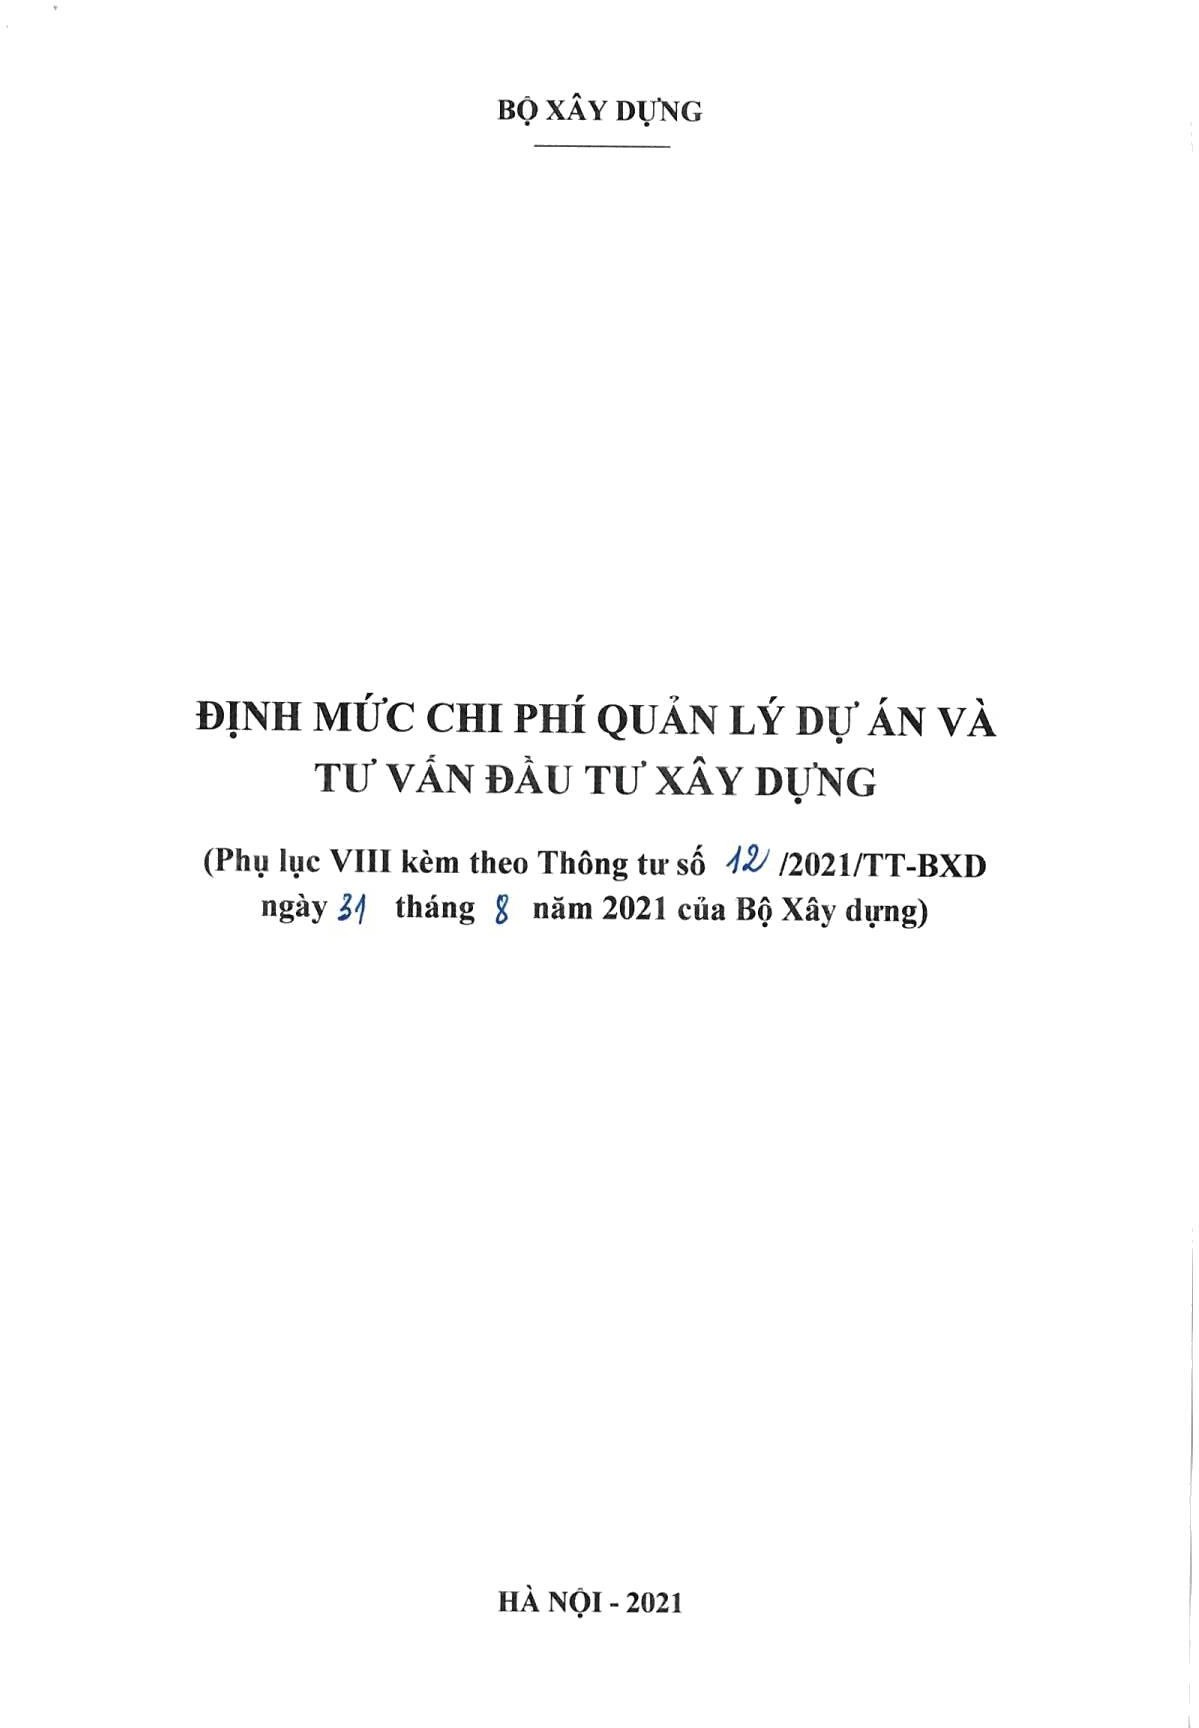 BỘ XÂY DỰNG
ĐỊNH MỨC CHI PHÍ QUẢN LÝ DỰ ÁN VÀ
TƯ VẤN ĐẦU TƯ XÂY DỰNG
(Phụ lục VIII kèm theo Thông tư số 12 /2021/TT-BXD
ngày 31 tháng 8 năm 2021 của Bộ Xây dựng)
HÀ NỘI - 2021